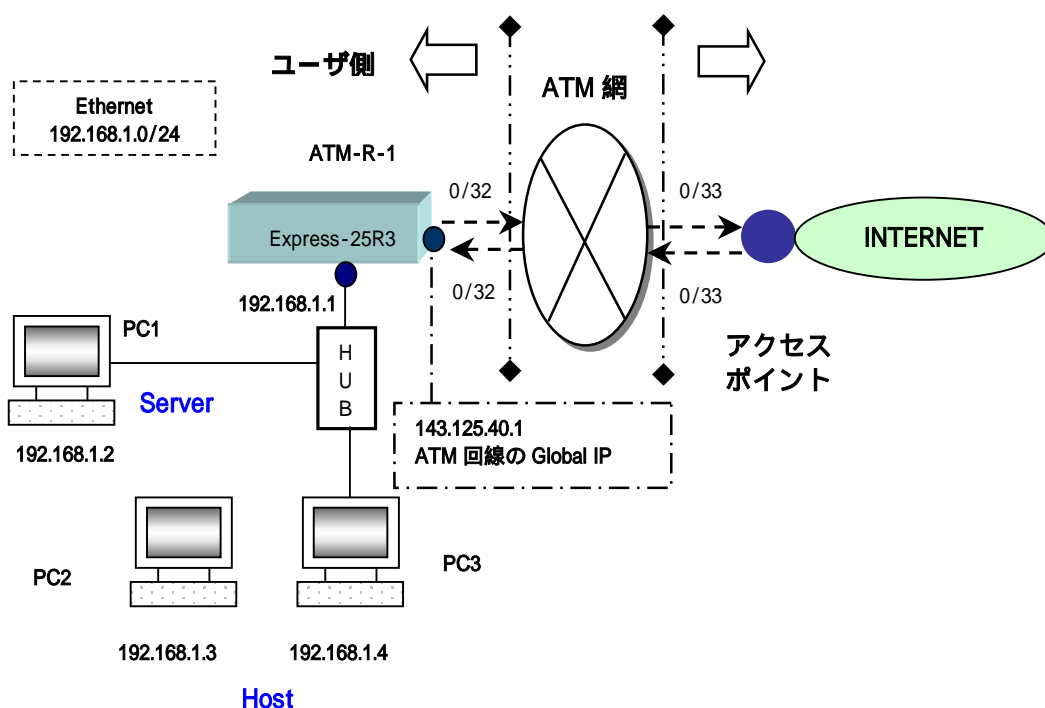 ユーザ側
ATM 網
Ethernet
192.168.1.0/24
ATM-R-1
0/32
0/33
Express-25R3
INTERNET
0/32
0/33
192.168.1.1
PC1
アクセス
ポイント
H
U
B
Server
192.168.1.2
143.125.40.1
ATM 回線の Global IP
PC2
PC3
192.168.1.3
192.168.1.4
Host